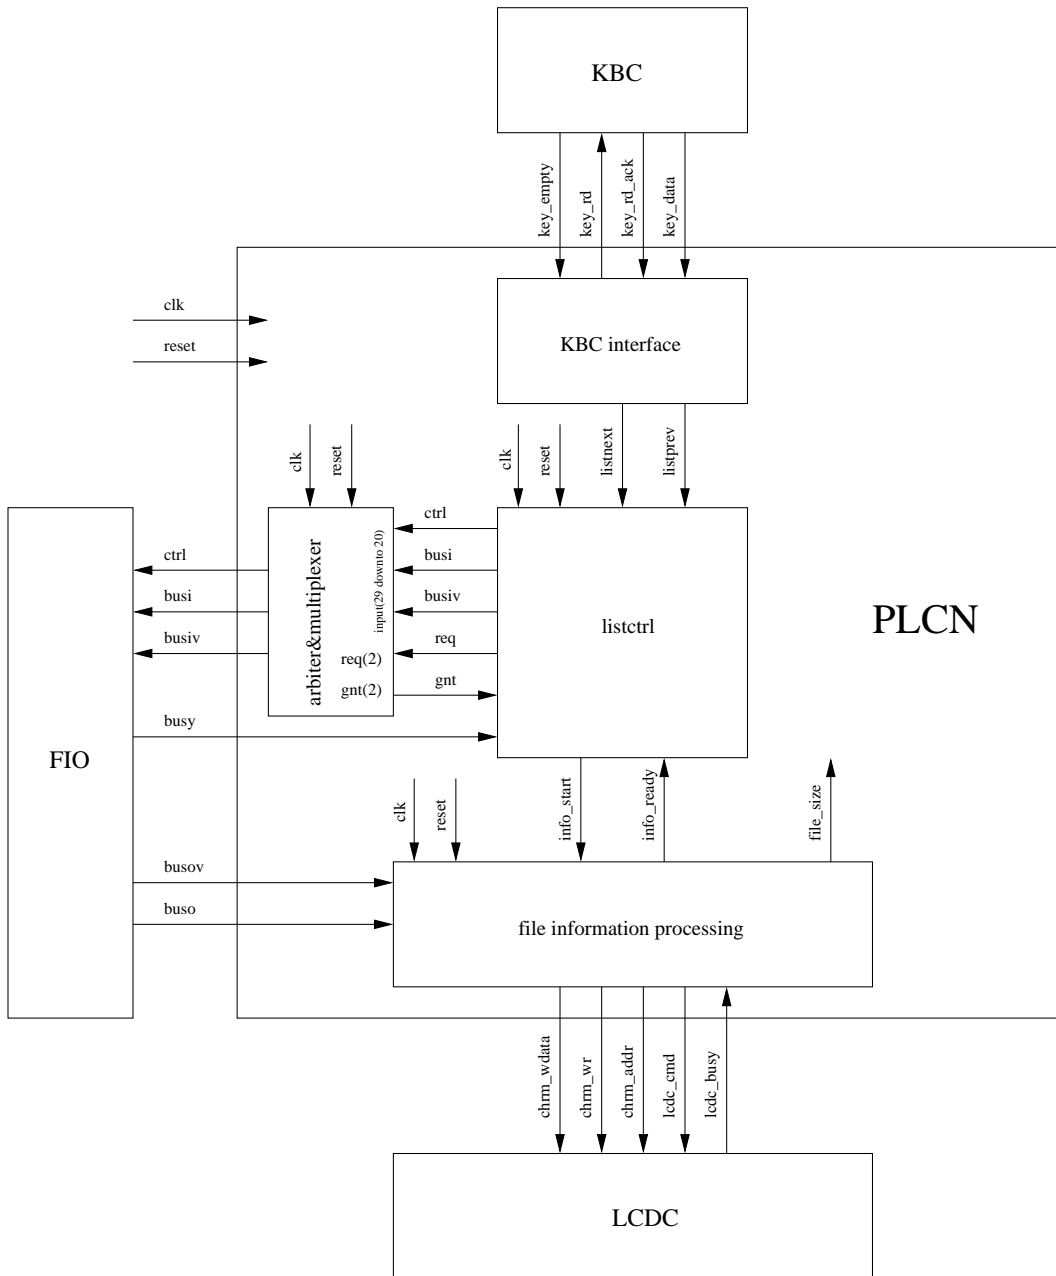 KBC
key_empty
key_rd
key_rd_ack
key_data
clk
reset
KBC interface
clk
reset
clk
reset
listnext
listprev
ctrl
busi
busiv
arbiter&multiplexer
input(29 downto 20)
req(2)
gnt(2)
ctrl
busi
busiv
req
gnt
listctrl
PLCN
busy
FIO
clk
reset
info_start
info_ready
file_size
busov
buso
file information processing
chrm_wdata
chrm_wr
chrm_addr
lcdc_cmd
lcdc_busy
LCDC